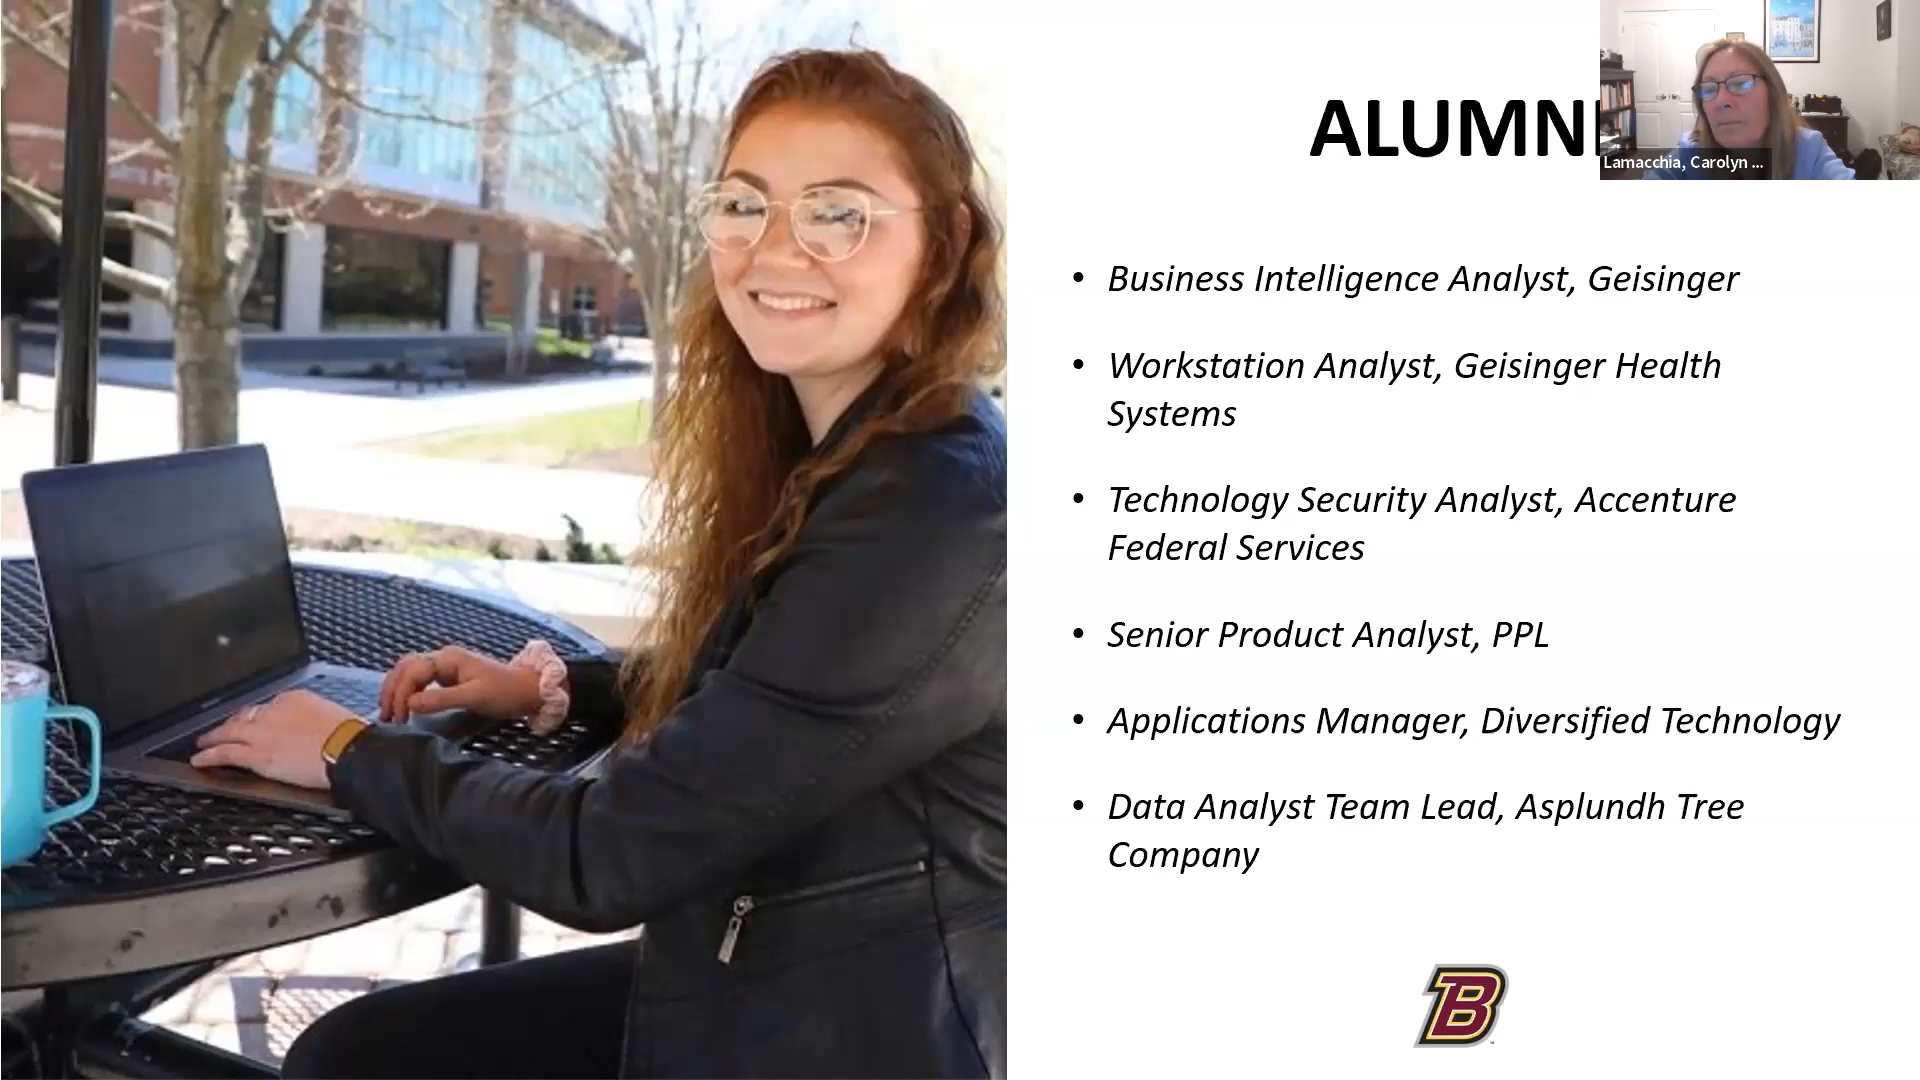 ALUMNI
Lamacchia, Carolyn ...
• Business Intelligence Analyst, Geisinger
• Workstation Analyst, Geisinger Health
Systems
• Technology Security Analyst, Accenture
Federal Services
• Senior Product Analyst, PPL
• Applications Manager, Diversified Technology
• Data Analyst Team Lead, Asplundh Tree
Company
B